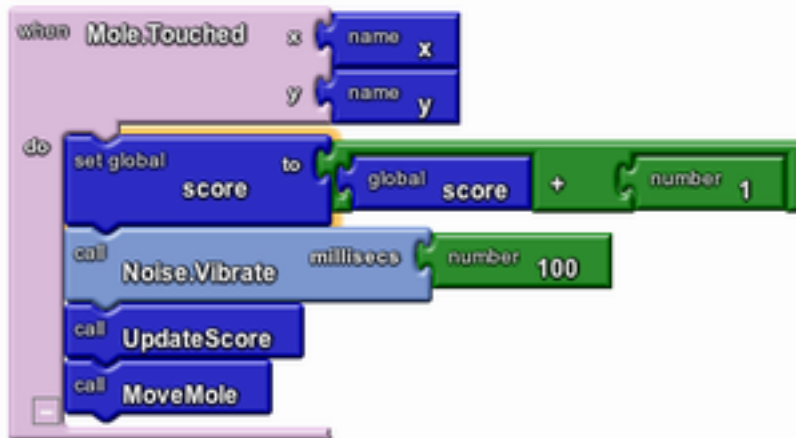 when Mole.Touched x name x
y name y
do set global score to global score + number 1
call Noise.Vibrate millisecs number 100
call UpdateScore
call MoveMole